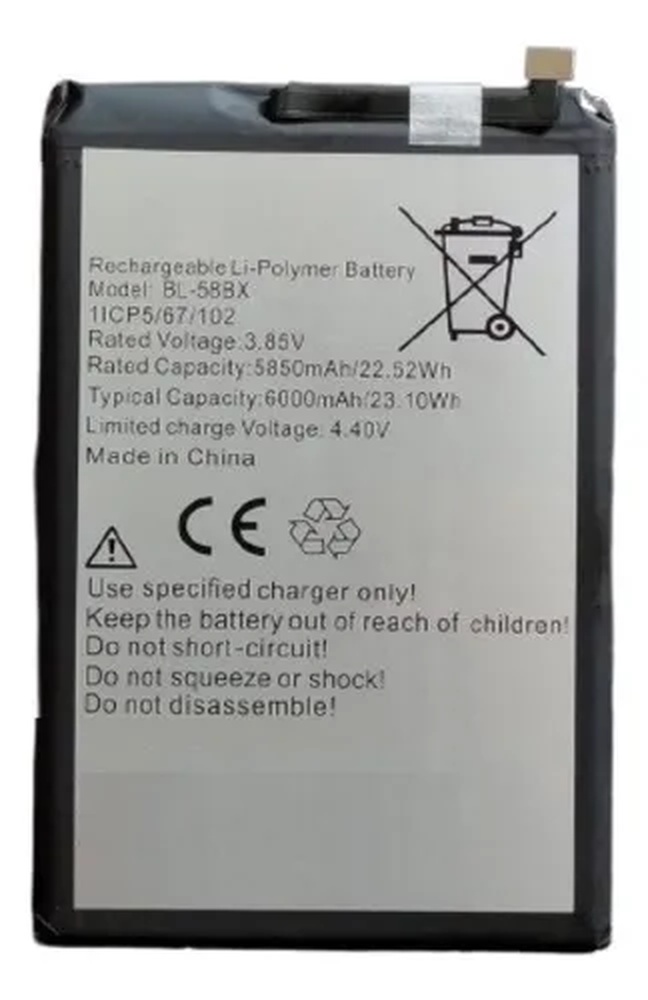 Rechargeable Li-Polymer Battery
Model: BL-58BX
1ICP5/67/102
Rated Voltage:3.85V
Rated Capacity:5850mAh/22.52Wh
Typical Capacity:6000mAh/23.10Wh
Limited charge Voltage: 4.40V
Made in China
CE
Use specified charger only!
Keep the battery out of reach of children!
Do not short-circuit!
Do not squeeze or shock!
Do not disassemble!